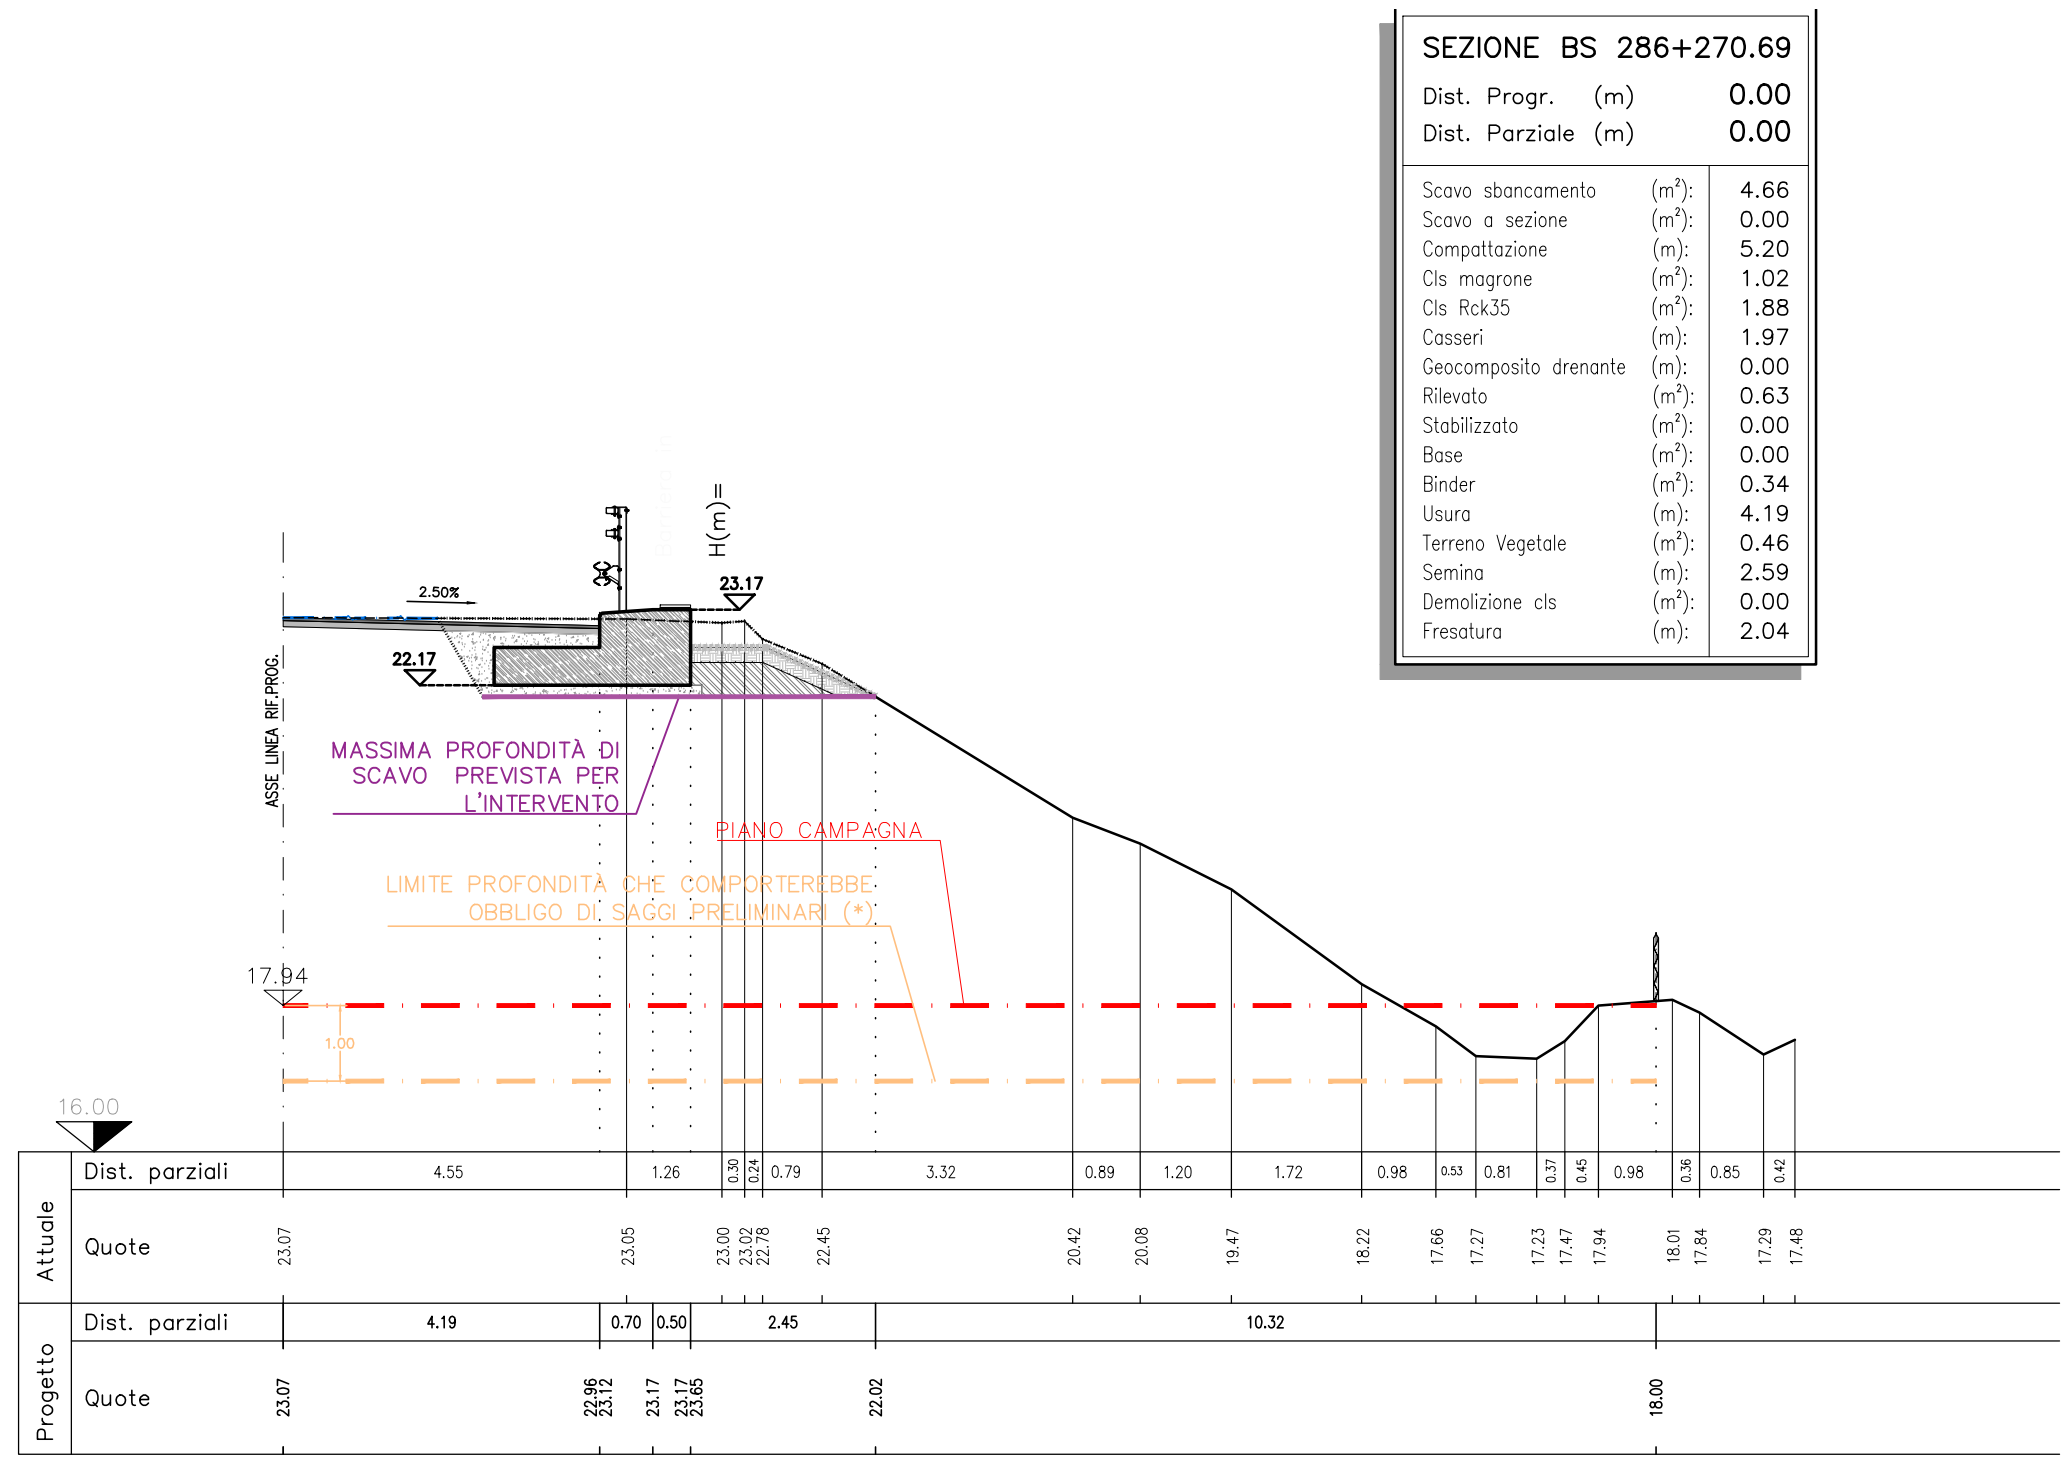 SEZIONE BS 286+270.69
Dist. Progr. (m) 0.00
Dist. Parziale (m) 0.00
Scavo sbancamento (m²): 4.66
Scavo a sezione (m²): 0.00
Compattazione (m): 5.20
Cls magrone (m²): 1.02
Cls Rck35 (m²): 1.88
Casseri (m): 1.97
Geocomposito drenante (m): 0.00
Rilevato (m²): 0.63
Stabilizzato (m²): 0.00
Base (m²): 0.00
Binder (m²): 0.34
Usura (m): 4.19
Terreno Vegetale (m²): 0.46
Semina (m): 2.59
Demolizione cls (m²): 0.00
Fresatura (m): 2.04
H(m)=
2.50%
23.17
22.17
ASSE LINEA RIF.PROG.
MASSIMA PROFONDITÀ DI
SCAVO PREVISTA PER
L'INTERVENTO
PIANO CAMPAGNA
LIMITE PROFONDITÀ CHE COMPORTEREBBE
OBBLIGO DI SAGGI PRELIMINARI (*)
17.94
1.00
16.00
Attuale
Dist. parziali 4.55 1.26 0.30 0.24 0.79 3.32 0.89 1.20 1.72 0.98 0.53 0.81 0.37 0.45 0.98 0.36 0.85 0.42
Quote 23.07 23.05 23.00 23.02 22.78 22.45 20.42 20.08 19.47 18.22 17.66 17.27 17.23 17.47 17.94 18.01 17.84 17.29 17.48
Progetto
Dist. parziali 4.19 0.70 0.50 2.45 10.32
Quote 23.07 22.96 23.12 23.17 23.17 23.65 22.02 18.00